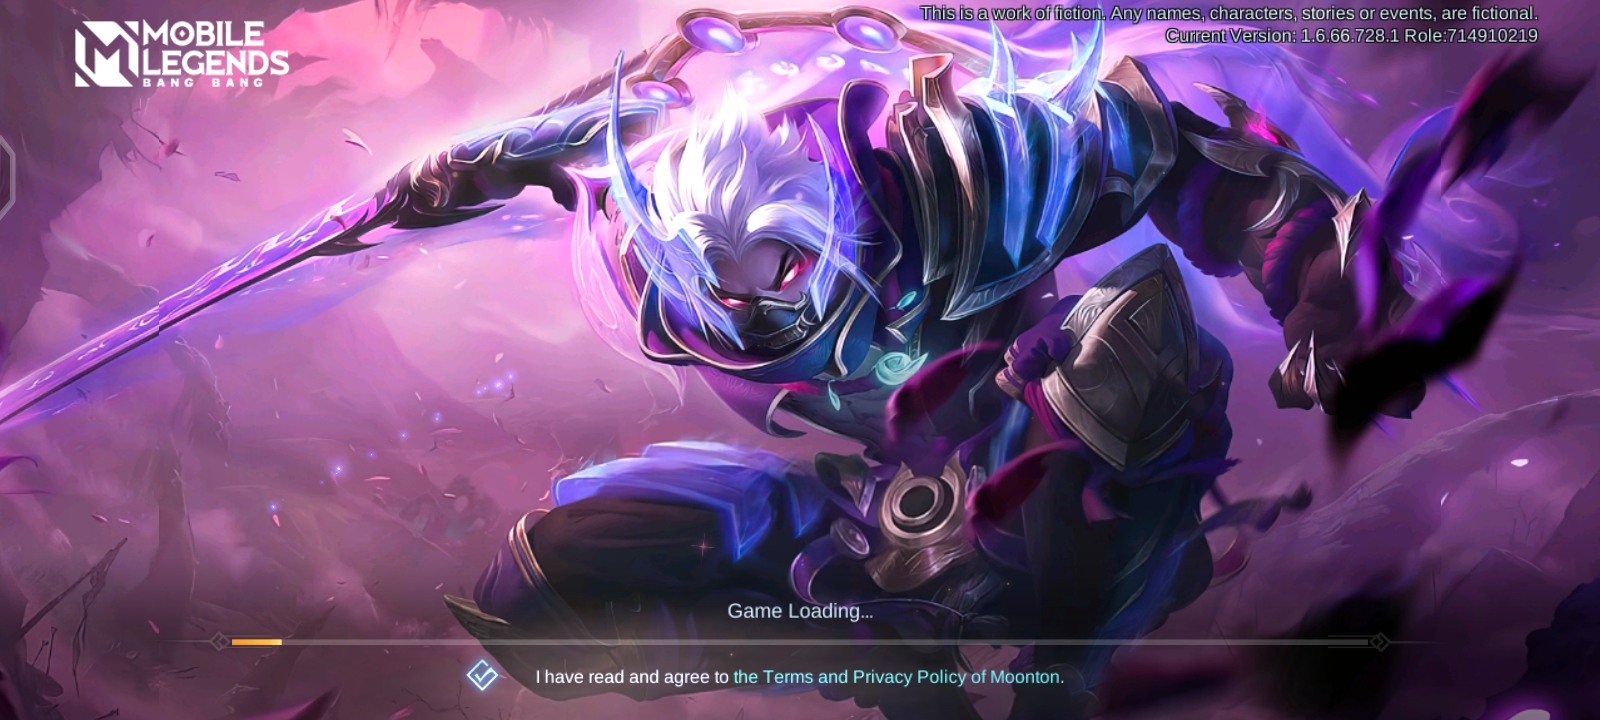 MOBILE
LEGENDS
BANG BANG
This is a work of fiction. Any names, characters, stories or events, are fictional.
Current Version: 1.6.66.728.1 Role:714910219
Game Loading...
I have read and agree to the Terms and Privacy Policy of Moonton.